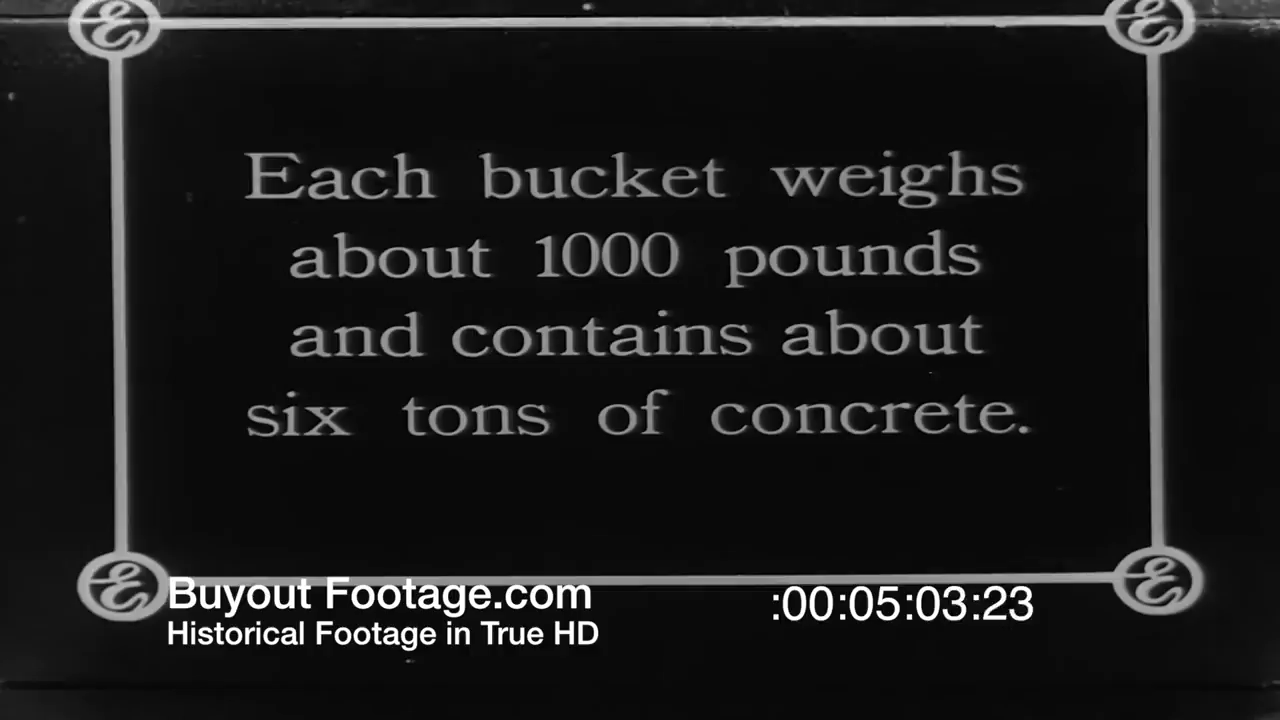 Each bucket weighs
about 1000 pounds
and contains about
six tons of concrete.
Buyout Footage.com
Historical Footage in True HD
:00:05:03:23